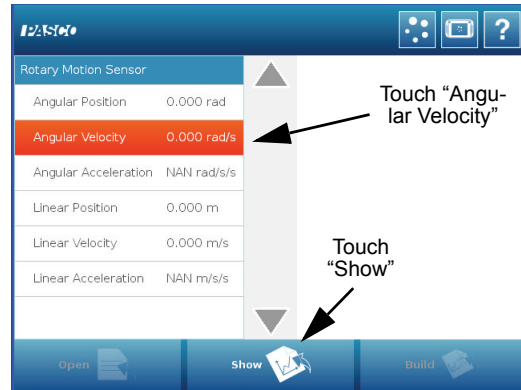 PASCO
?
Rotary Motion Sensor
Angular Position 0.000 rad
Angular Velocity 0.000 rad/s
Angular Acceleration NAN rad/s/s
Linear Position 0.000 m
Linear Velocity 0.000 m/s
Linear Acceleration NAN m/s/s
Touch “Angu-
lar Velocity”
Touch
“Show”
Open
Show
Build